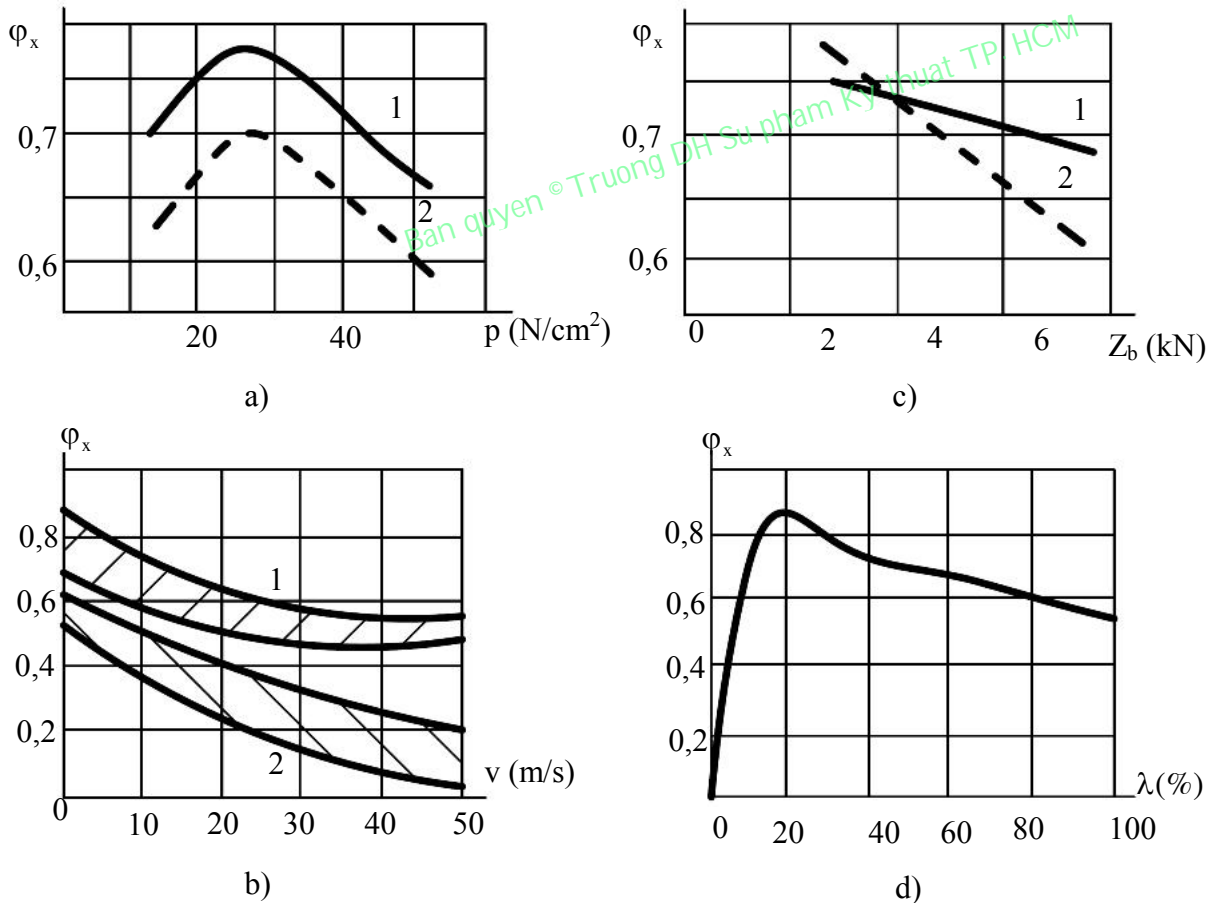 φx
0,7
0,6
1
2
20 40 p (N/cm²)
a)
φx
0,7
0,6
1
2
0 2 4 6 Zb (kN)
c)
Ban quyen © Truong DH Su pham Ky thuat TP. HCM
φx
0,8
0,6
0,4
0,2
1
2
v (m/s)
0 10 20 30 40 50
b)
φx
0,8
0,6
0,4
0,2
λ(%)
0 20 40 60 80 100
d)